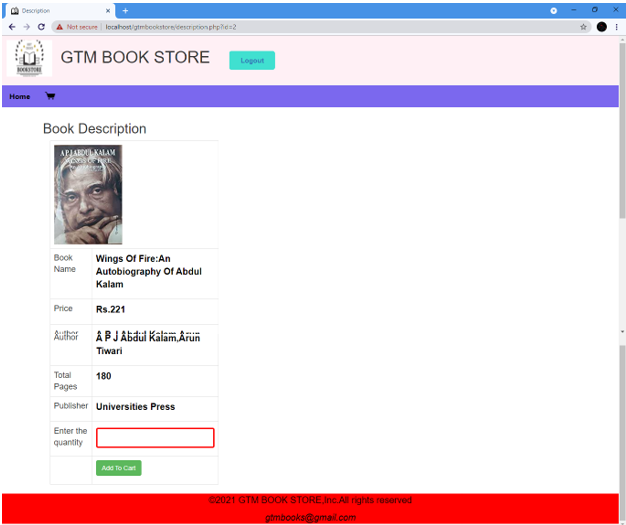 Description
Not secure | localhost/gtmbookstore/description.php?id=2
BOOKSTORE
GTM BOOK STORE
Logout
Home
Book Description
A P J ABDUL KALAM
WINGS OF FIRE
Book Name
Wings Of Fire:An
Autobiography Of Abdul
Kalam
Price
Rs.221
Author
A P J Abdul Kalam,Arun
Tiwari
Total
Pages
180
Publisher
Universities Press
Enter the
quantity
Add To Cart
©2021 GTM BOOK STORE,Inc.All rights reserved
gtmbooks@gmail.com